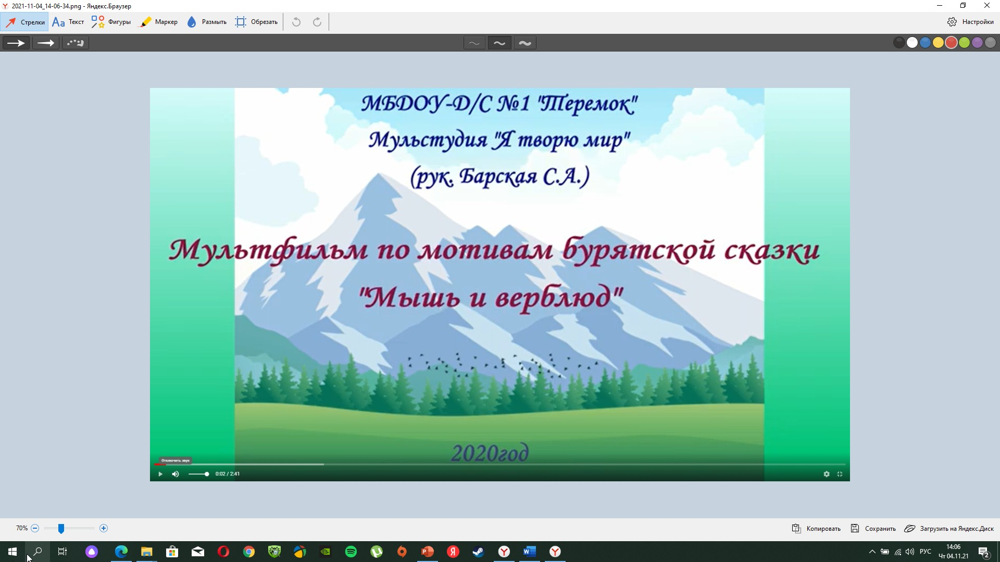 2021-11-04_14-06-34.png - Яндекс.Браузер
Стрелки Текст Фигуры Маркер Размыть Обрезать Настройки
МБДОУ-Д/С №1 "Теремок"
Мульстудия "Я творю мир"
(рук. Барская С.А.)
Мультфильм по мотивам бурятской сказки
"Мышь и верблюд"
2020год
Отключить звук
0:02 / 2:41
70% Копировать Сохранить Загрузить на Яндекс.Диск
РУС 14:06
Чт 04.11.21 2